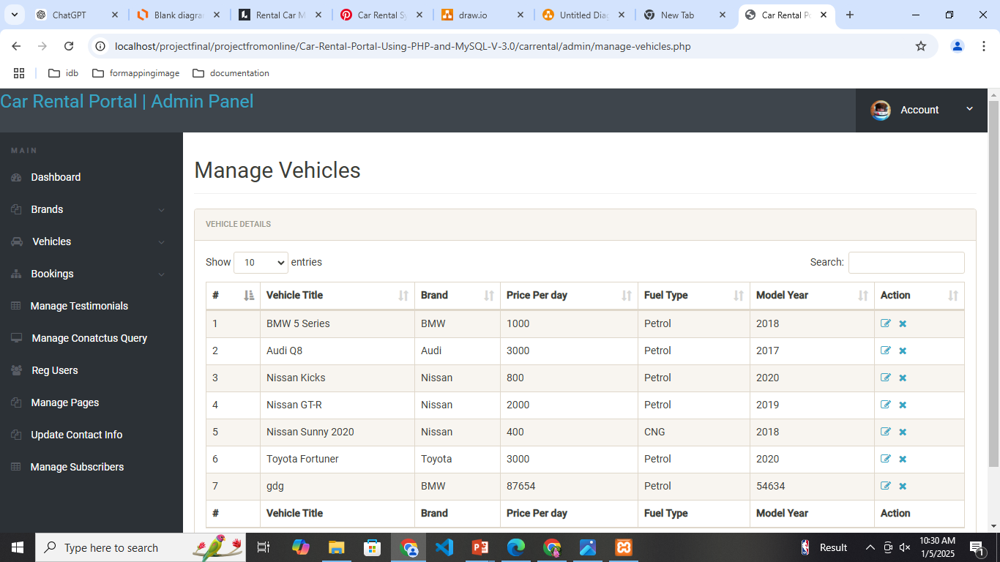 ChatGPT
Blank diagra
Rental Car M
Car Rental Sy
draw.io
Untitled Dia
New Tab
Car Rental Po
localhost/projectfinal/projectfromonline/Car-Rental-Portal-Using-PHP-and-MySQL-V-3.0/carrental/admin/manage-vehicles.php
idb
formappingimage
documentation
Car Rental Portal | Admin Panel
Account
MAIN
Dashboard
Brands
Vehicles
Bookings
Manage Testimonials
Manage Conatctus Query
Reg Users
Manage Pages
Update Contact Info
Manage Subscribers
Manage Vehicles
VEHICLE DETAILS
Show 10 entries Search:
# Vehicle Title Brand Price Per day Fuel Type Model Year Action
1 BMW 5 Series BMW 1000 Petrol 2018
2 Audi Q8 Audi 3000 Petrol 2017
3 Nissan Kicks Nissan 800 Petrol 2020
4 Nissan GT-R Nissan 2000 Petrol 2019
5 Nissan Sunny 2020 Nissan 400 CNG 2018
6 Toyota Fortuner Toyota 3000 Petrol 2020
7 gdg BMW 87654 Petrol 54634
# Vehicle Title Brand Price Per day Fuel Type Model Year Action
Type here to search
Result
10:30 AM
1/5/2025
1